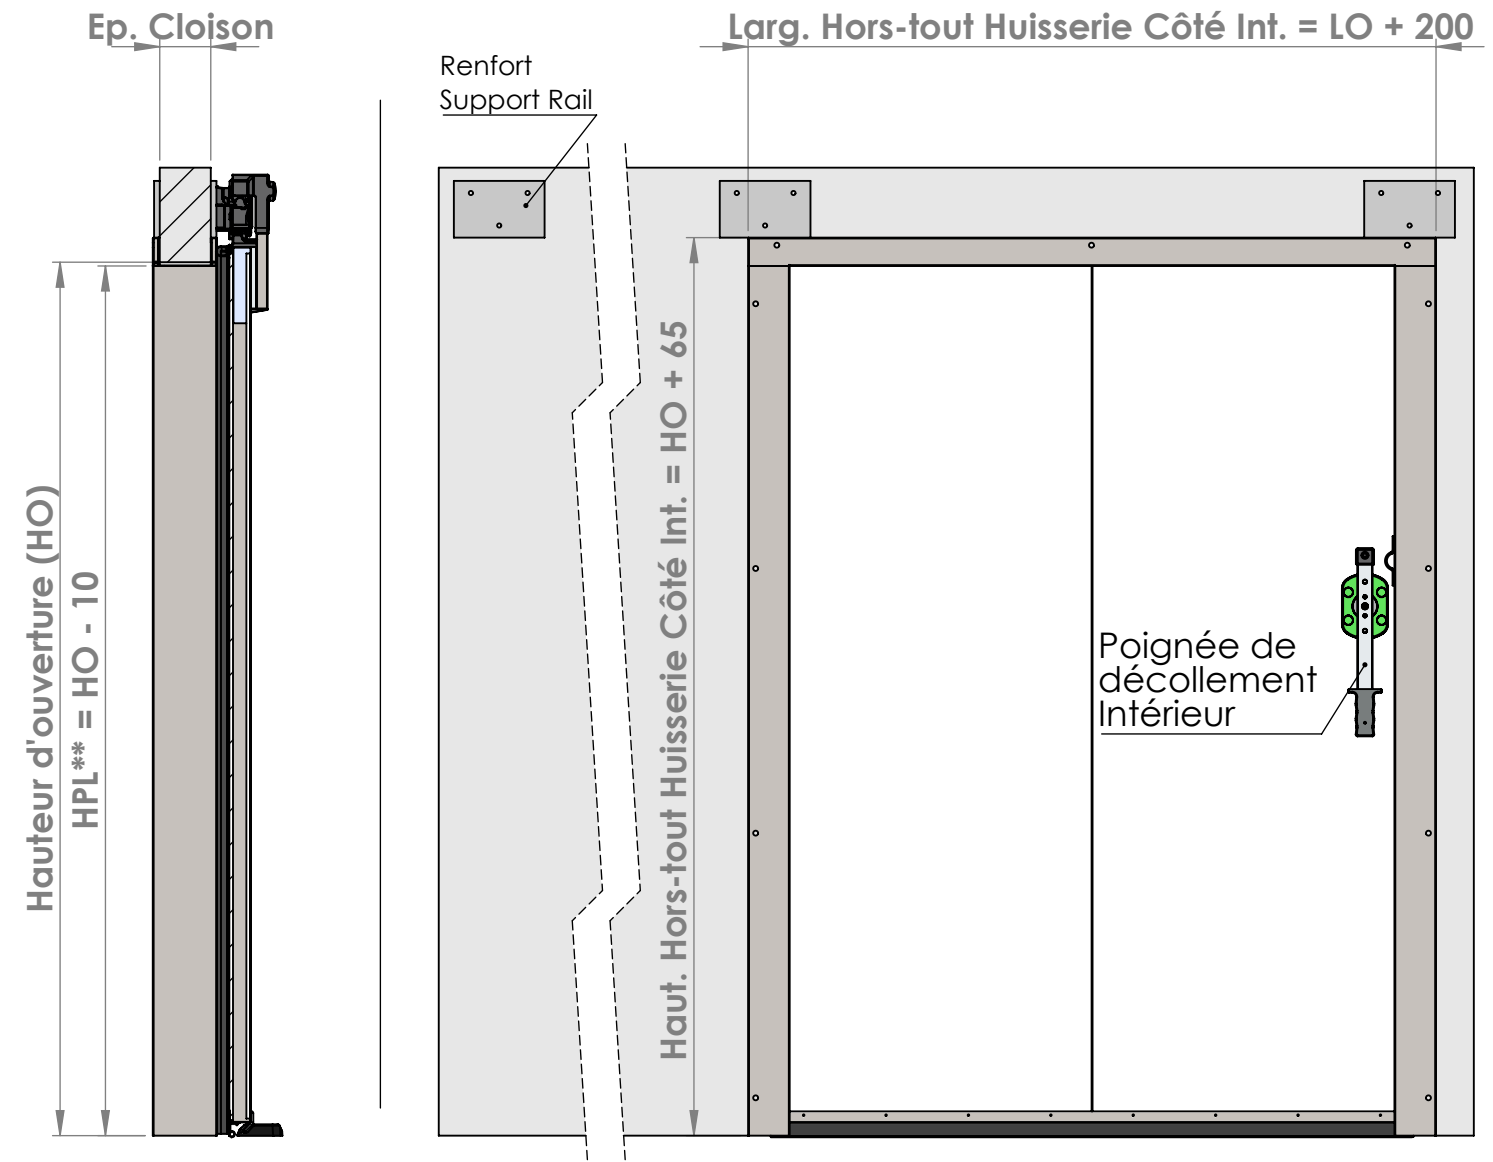 Ep. Cloison
Larg. Hors-tout Huisserie Côté Int. = LO + 200
Renfort
Support Rail
Hauteur d'ouverture (HO)
HPL** = HO - 10
Haut. Hors-tout Huisserie Côté Int. = HO + 65
Poignée de
décollement
Intérieur